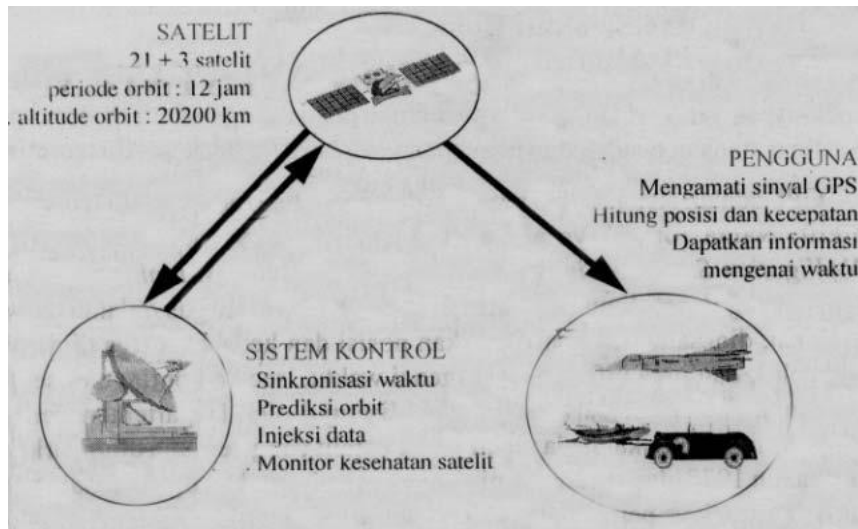 SATELIT
21 + 3 satelit
periode orbit : 12 jam
. altitude orbit : 20200 km
PENGGUNA
Mengamati sinyal GPS
Hitung posisi dan kecepatan
Dapatkan informasi
mengenai waktu
SISTEM KONTROL
Sinkronisasi waktu
Prediksi orbit
Injeksi data
Monitor kesehatan satelit